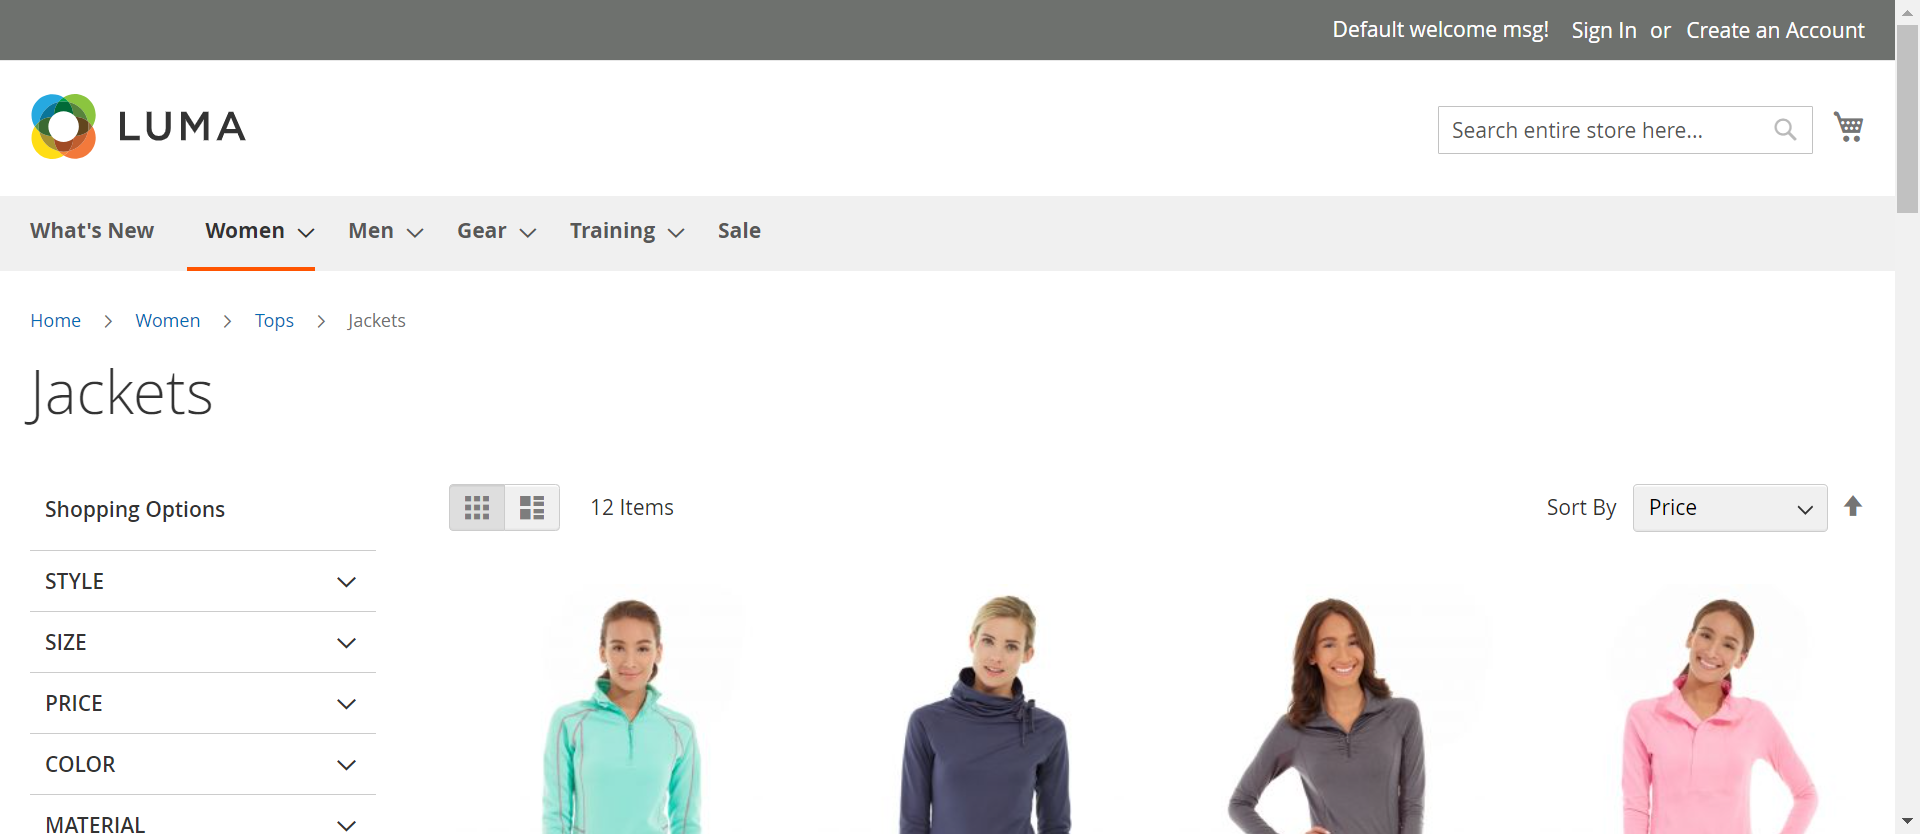 Default welcome msg! Sign In or Create an Account
LUMA
Search entire store here...
What's New Women Men Gear Training Sale
Home Women Tops Jackets
Jackets
Shopping Options
12 Items
Sort By Price
STYLE
SIZE
PRICE
COLOR
MATERIAL